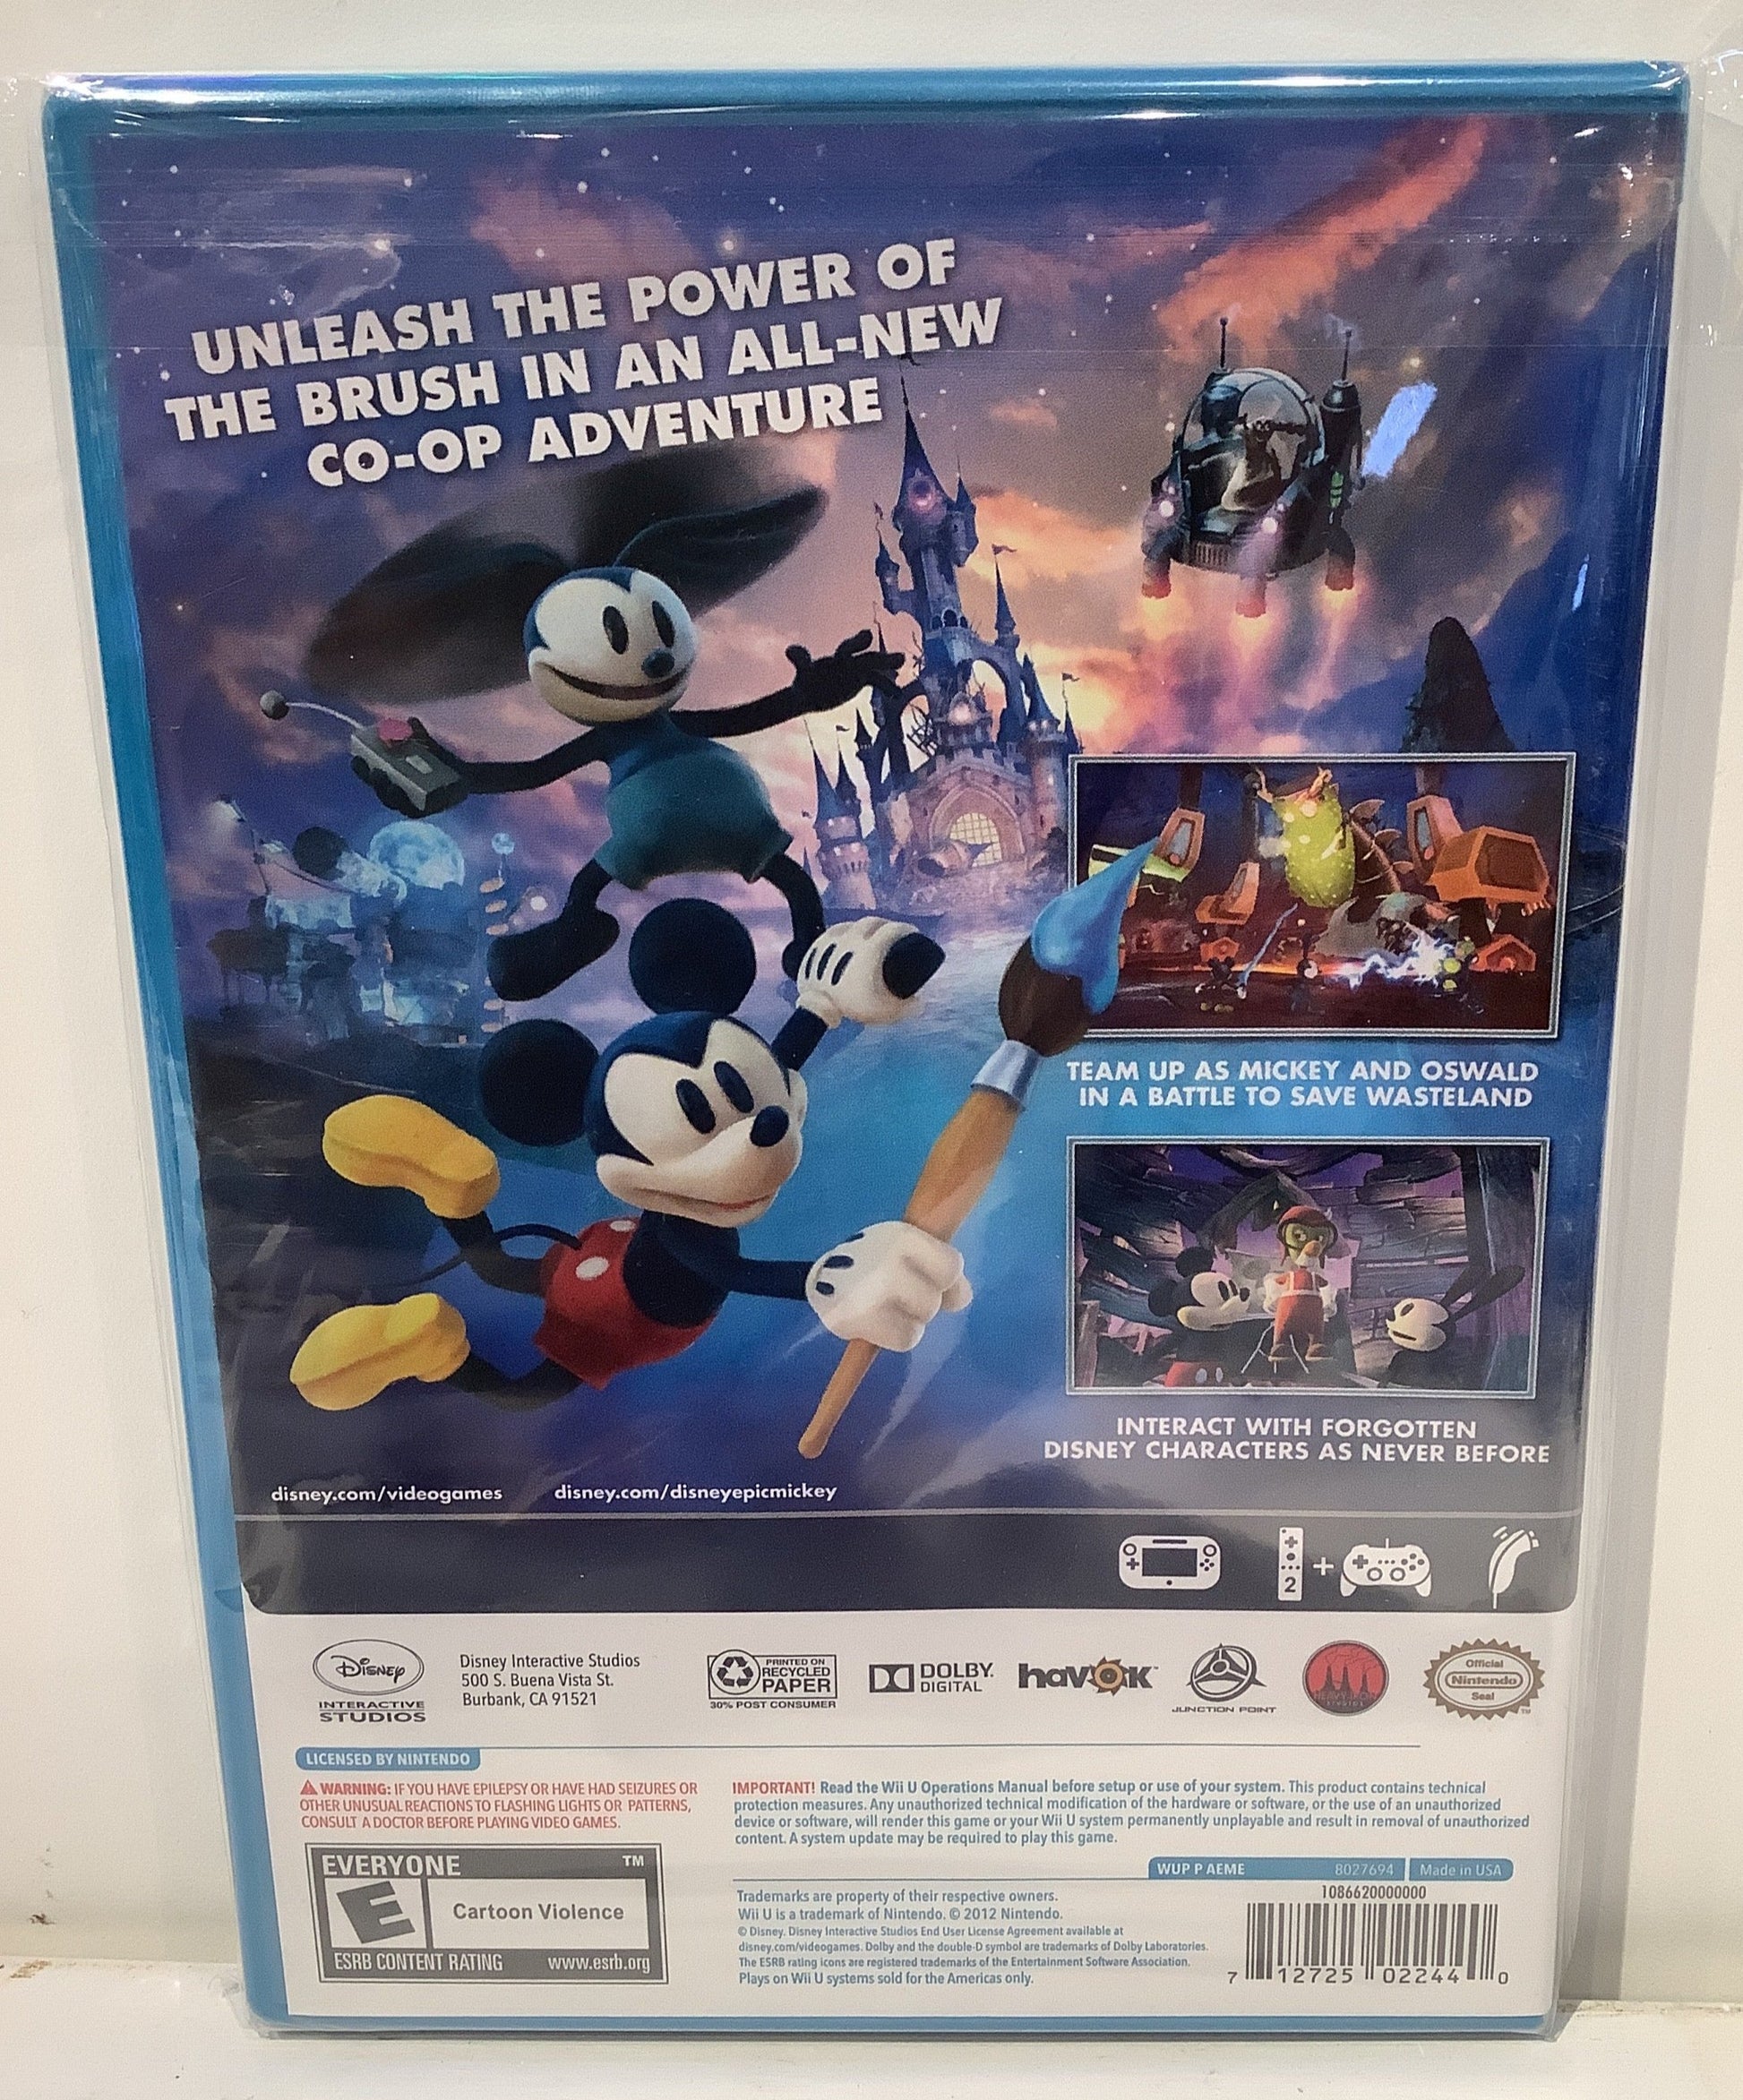 UNLEASH THE POWER OF
THE BRUSH IN AN ALL-NEW
CO-OP ADVENTURE
TEAM UP AS MICKEY AND OSWALD
IN A BATTLE TO SAVE WASTELAND
INTERACT WITH FORGOTTEN
DISNEY CHARACTERS AS NEVER BEFORE
disney.com/videogames
disney.com/disneyepicmickey
2 +
Disney
INTERACTIVE
STUDIOS
Disney Interactive Studios
500 S. Buena Vista St.
Burbank, CA 91521
PRINTED ON
RECYCLED
PAPER
30% POST CONSUMER
DOLBY
DIGITAL
havok™
JUNCTION POINT
HEAVY IRON
STUDIOS
Official
Nintendo
Seal
TM
LICENSED BY NINTENDO
WARNING: IF YOU HAVE EPILEPSY OR HAVE HAD SEIZURES OR
OTHER UNUSUAL REACTIONS TO FLASHING LIGHTS OR PATTERNS,
CONSULT A DOCTOR BEFORE PLAYING VIDEO GAMES.
IMPORTANT! Read the Wii U Operations Manual before setup or use of your system. This product contains technical
protection measures. Any unauthorized technical modification of the hardware or software, or the use of an unauthorized
device or software, will render this game or your Wii U system permanently unplayable and result in removal of unauthorized
content. A system update may be required to play this game.
EVERYONE TM
E
Cartoon Violence
ESRB CONTENT RATING www.esrb.org
WUP P AEME 8027694 Made in USA
1086620000000
Trademarks are property of their respective owners.
Wii U is a trademark of Nintendo. © 2012 Nintendo.
© Disney. Disney Interactive Studios End User License Agreement available at
disney.com/videogames. Dolby and the double-D symbol are trademarks of Dolby Laboratories.
The ESRB rating icons are registered trademarks of the Entertainment Software Association.
Plays on Wii U systems sold for the Americas only.
7 12725 02244 0